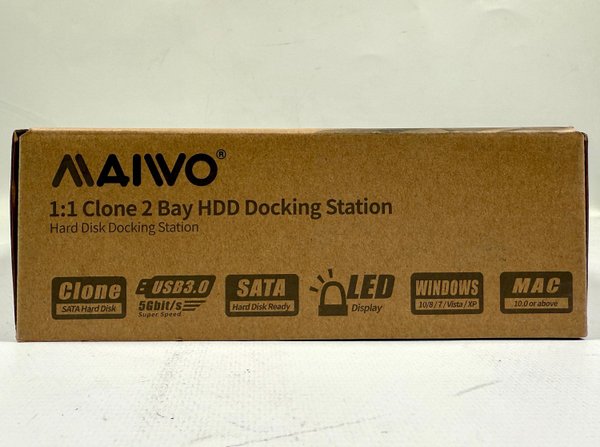 MAIWO®
1:1 Clone 2 Bay HDD Docking Station
Hard Disk Docking Station
Clone
SATA Hard Disk
USB3.0
5Gbit/s
Super Speed
SATA
Hard Disk Ready
LED
Display
WINDOWS
10/8/7/Vista/XP
MAC
10.0 or above